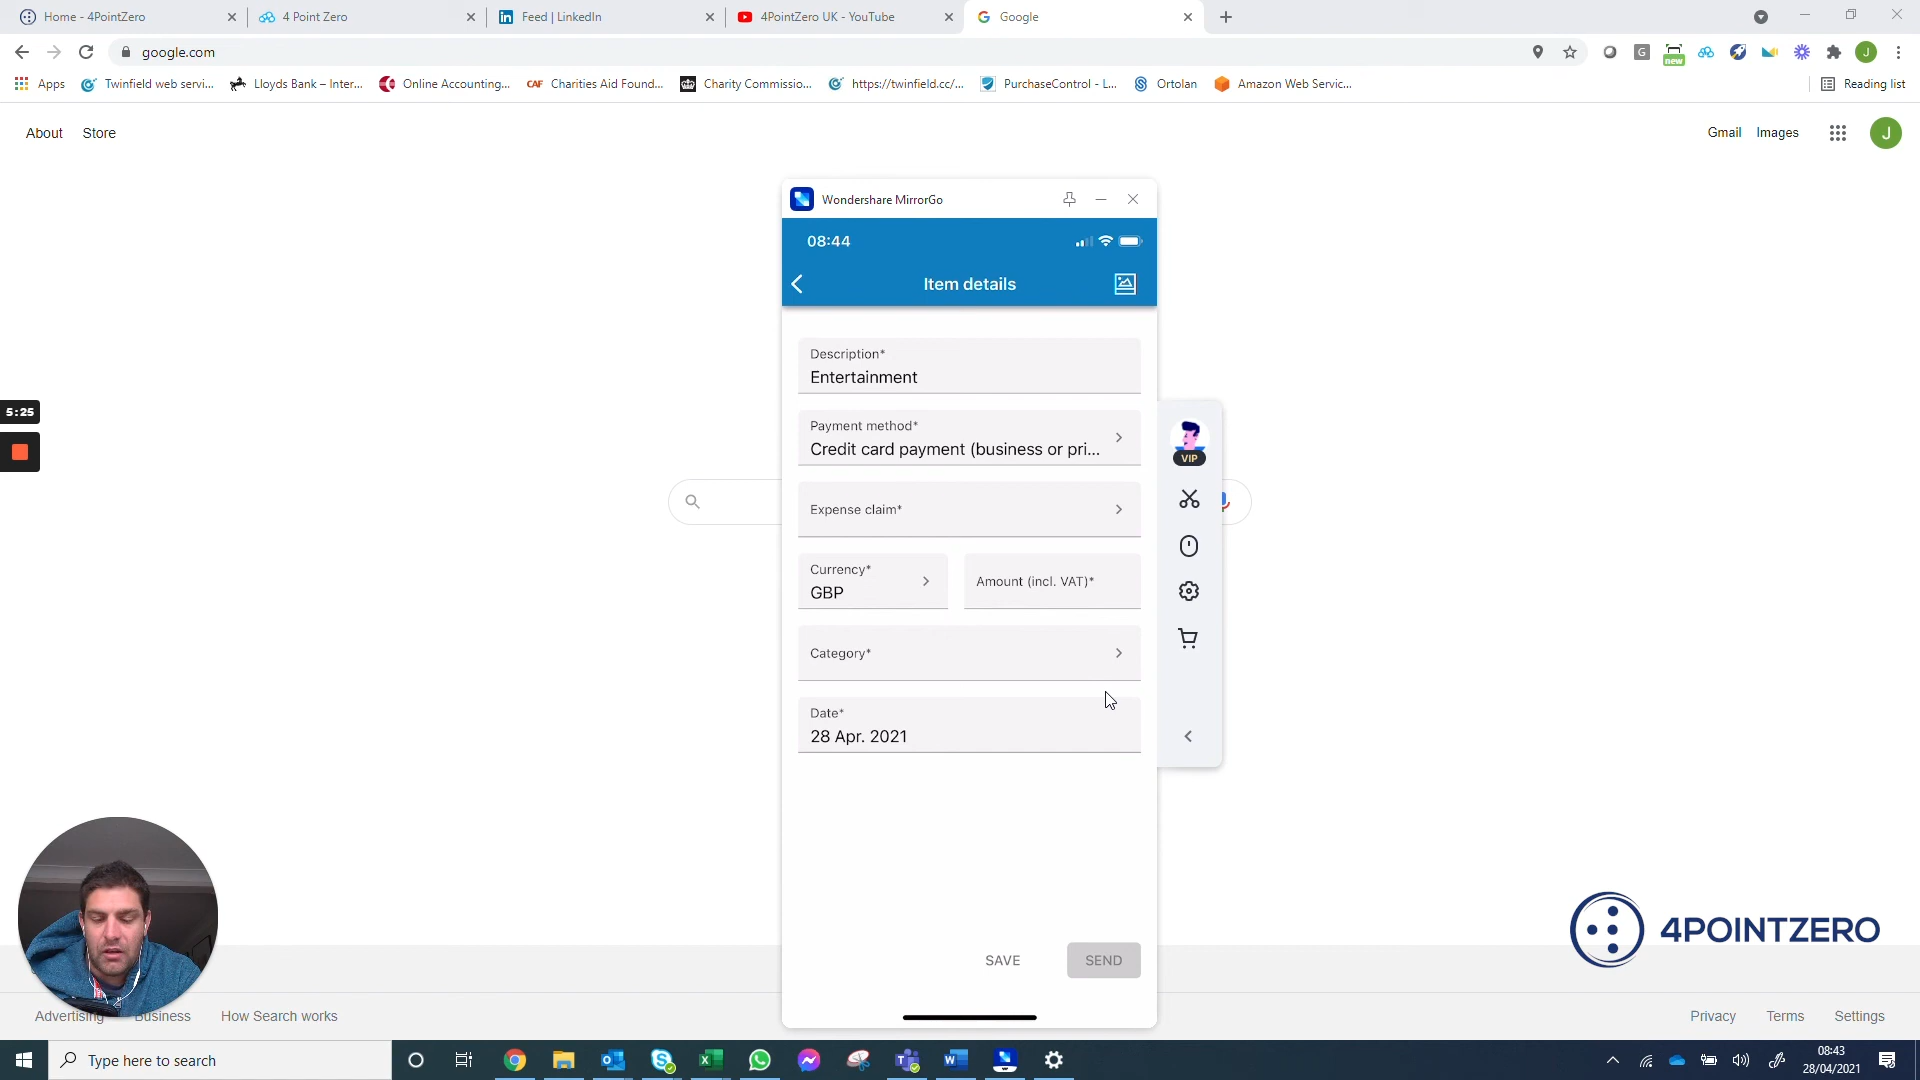 Home - 4PointZero
4 Point Zero
Feed | LinkedIn
4PointZero UK - YouTube
Google
google.com
G
new
J
Apps
Twinfield web servi...
Lloyds Bank – Inter...
Online Accounting...
CAF
Charities Aid Found...
Charity Commissio...
https://twinfield.cc/...
PurchaseControl - L...
Ortolan
Amazon Web Servic...
Reading list
About
Store
Gmail
Images
J
Wondershare MirrorGo
08:44
Item details
Description*
Entertainment
5:25
Payment method*
Credit card payment (business or pri...
VIP
Expense claim*
Currency*
GBP
Amount (incl. VAT)*
Category*
Date*
28 Apr. 2021
4POINTZERO
SAVE
SEND
Advertising
Business
How Search works
Privacy
Terms
Settings
Type here to search
08:43
28/04/2021